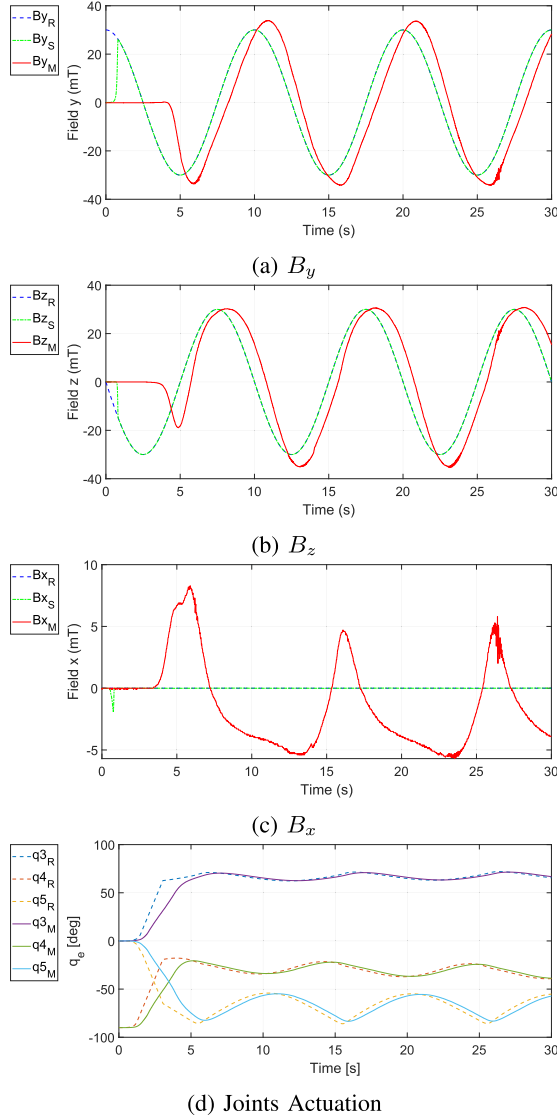 By_R
By_S
By_M
Field y (mT)
40
20
0
-20
-40
0 5 10 15 20 25 30
Time (s)
(a) B_y
Bz_R
Bz_S
Bz_M
Field z (mT)
40
20
0
-20
-40
0 5 10 15 20 25 30
Time (s)
(b) B_z
Bx_R
Bx_S
Bx_M
Field x (mT)
10
5
0
-5
0 5 10 15 20 25 30
Time (s)
(c) B_x
q3_R
q4_R
q5_R
q3_M
q4_M
q5_M
q_e [deg]
100
50
0
-50
-100
0 5 10 15 20 25 30
Time [s]
(d) Joints Actuation